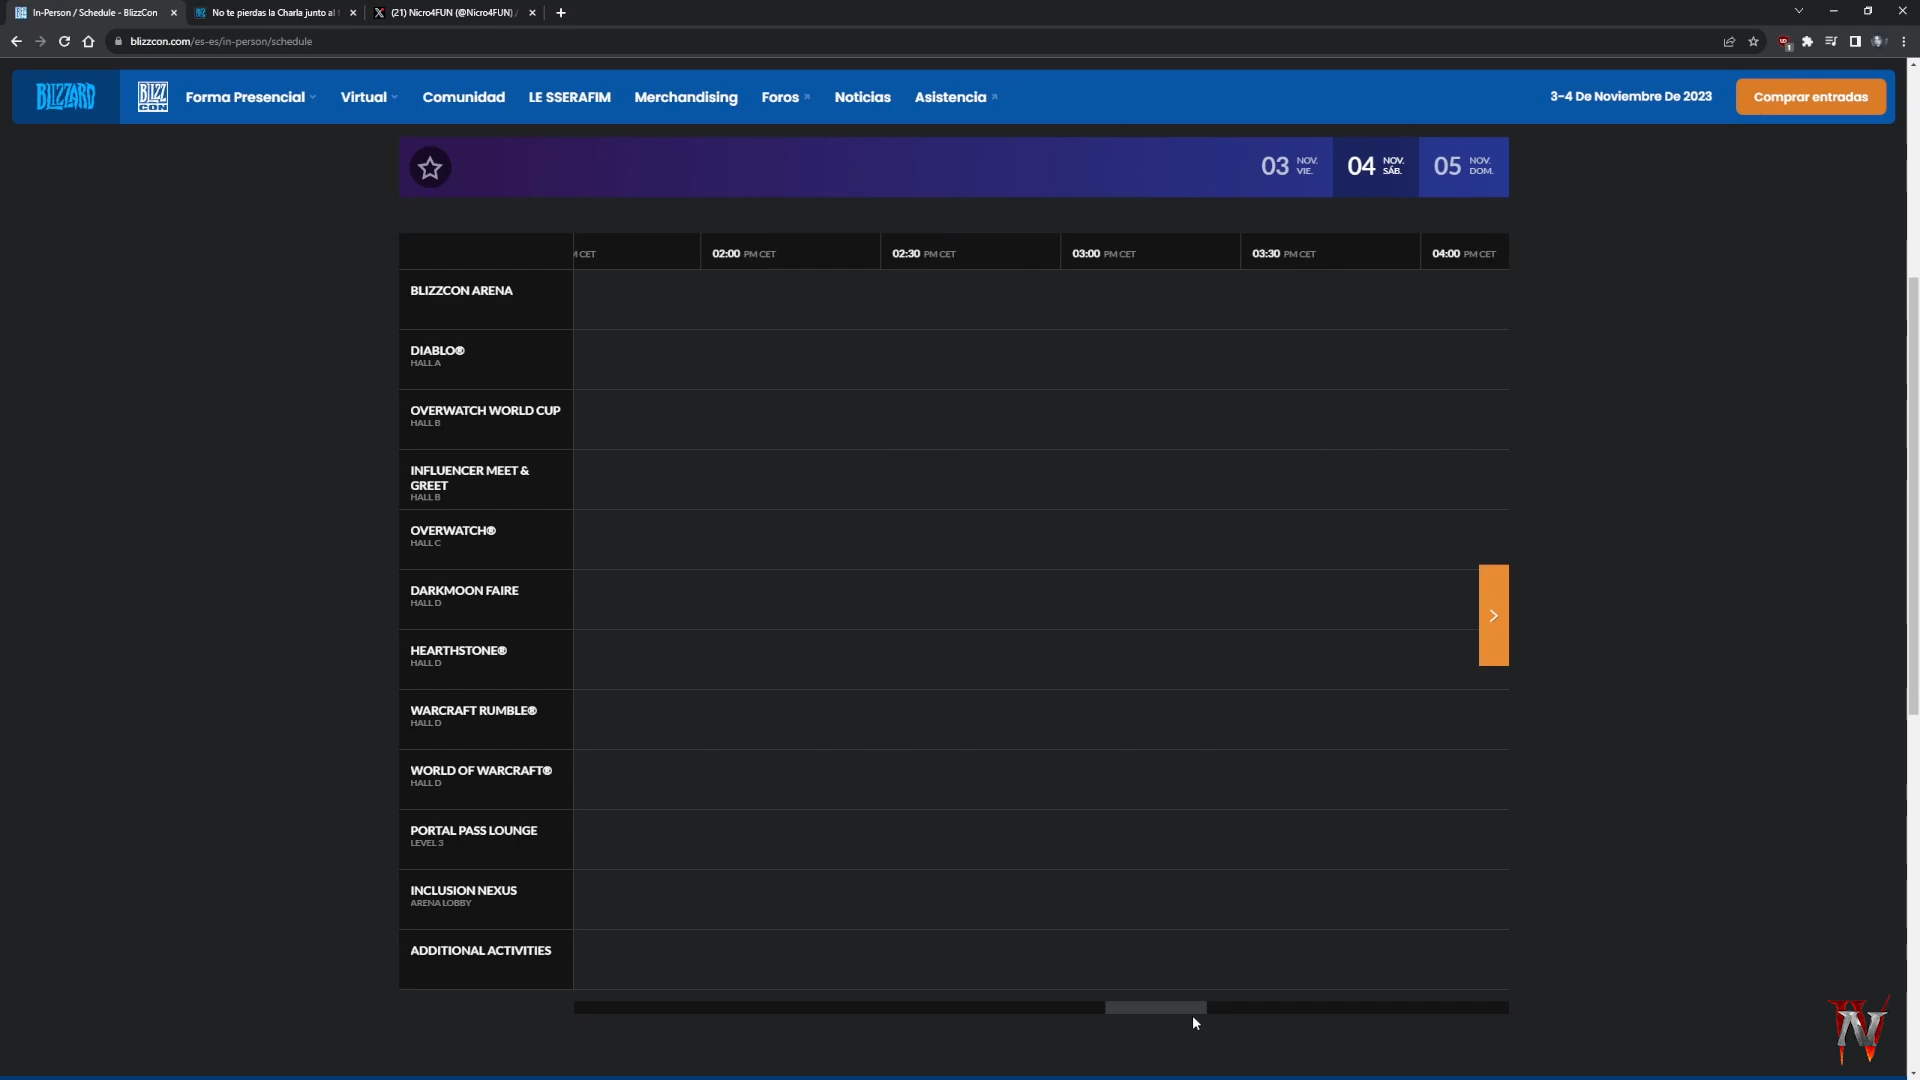 In-Person / Schedule - BlizzCon
No te pierdas la Charla junto al
(21) Nicro4FUN (@Nicro4FUN) /
blizzcon.com/es-es/in-person/schedule
BLIZZARD
BLIZZ
CON
Forma Presencial
Virtual
Comunidad
LE SSERAFIM
Merchandising
Foros
Noticias
Asistencia
3-4 De Noviembre De 2023
Comprar entradas
03 NOV. VIE.
04 NOV. SÁB.
05 NOV. DOM.
M CET
02:00 PM CET
02:30 PM CET
03:00 PM CET
03:30 PM CET
04:00 PM CET
BLIZZCON ARENA
DIABLO®
HALL A
OVERWATCH WORLD CUP
HALL B
INFLUENCER MEET &
GREET
HALL B
OVERWATCH®
HALL C
DARKMOON FAIRE
HALL D
HEARTHSTONE®
HALL D
WARCRAFT RUMBLE®
HALL D
WORLD OF WARCRAFT®
HALL D
PORTAL PASS LOUNGE
LEVEL 3
INCLUSION NEXUS
ARENA LOBBY
ADDITIONAL ACTIVITIES